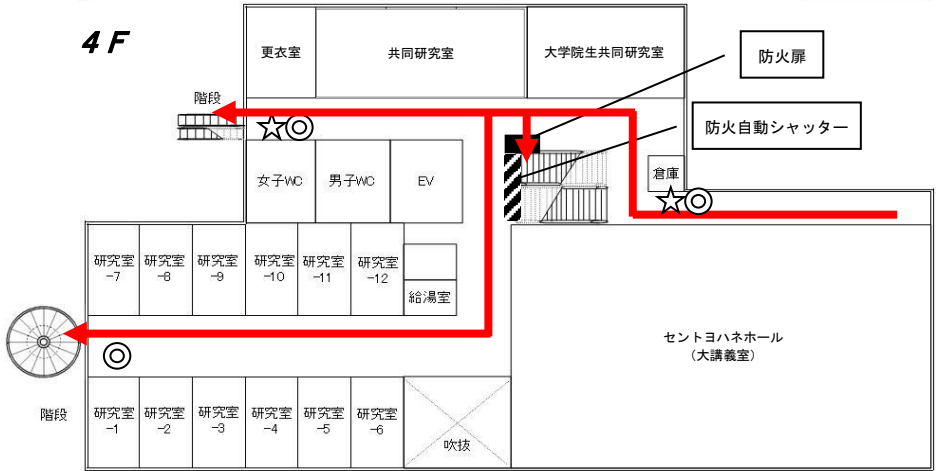 4F
更衣室
共同研究室
大学院生共同研究室
防火扉
階段
防火自動シャッター
女子WC
男子WC
EV
倉庫
研究室
-7
研究室
-8
研究室
-9
研究室
-10
研究室
-11
研究室
-12
給湯室
セントヨハネホール
（大講義室）
階段
研究室
-1
研究室
-2
研究室
-3
研究室
-4
研究室
-5
研究室
-6
吹抜